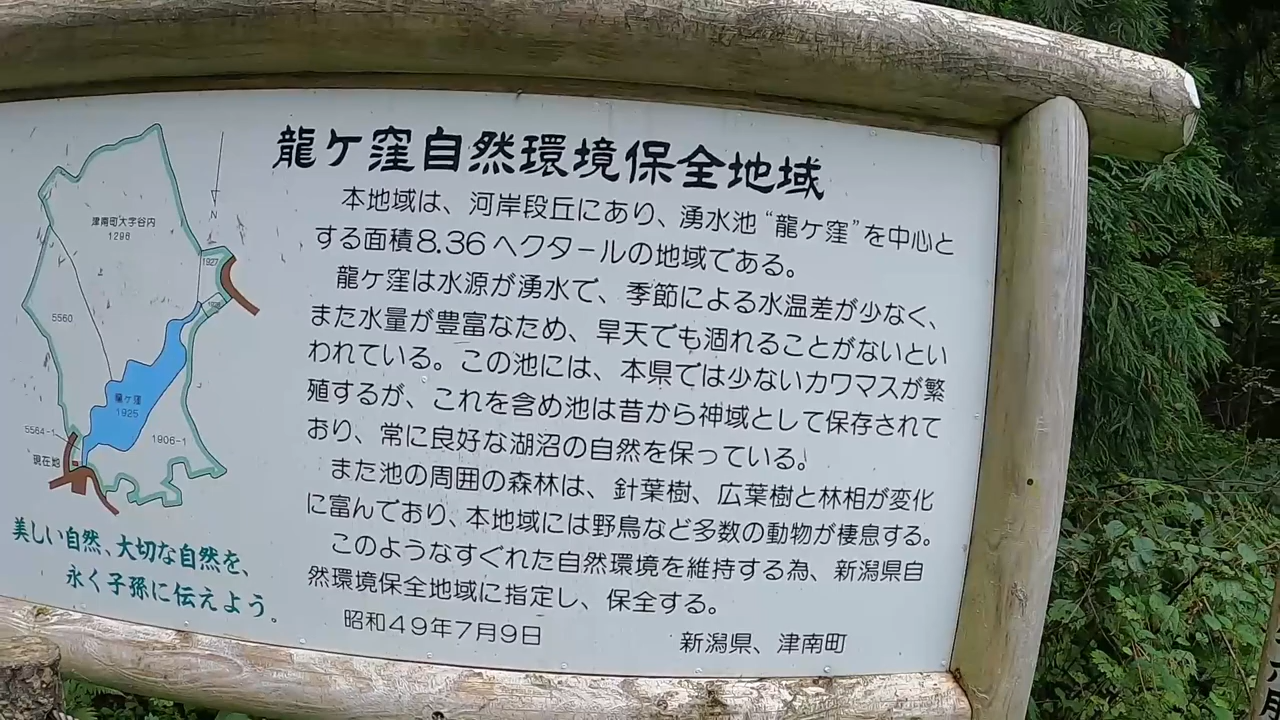 龍ケ窪自然環境保全地域
本地域は、河岸段丘にあり、湧水池“龍ケ窪”を中心と
する面積8.36ヘクタールの地域である。
龍ケ窪は水源が湧水で、季節による水温差が少なく、
また水量が豊富なため、旱天でも涸れることがないとい
われている。この池には、本県では少ないカワマスが繁
殖するが、これを含め池は昔から神域として保存されて
おり、常に良好な湖沼の自然を保っている。
また池の周囲の森林は、針葉樹、広葉樹と林相が変化
に富んでおり、本地域には野鳥など多数の動物が棲息する。
このようなすぐれた自然環境を維持する為、新潟県自
然環境保全地域に指定し、保全する。
昭和49年7月9日
新潟県、津南町
N
津南町大字谷内
1298
1927
5560
龍ケ窪
1925
5564-1
1906-1
現在地
美しい自然、大切な自然を、
永く子孫に伝えよう。